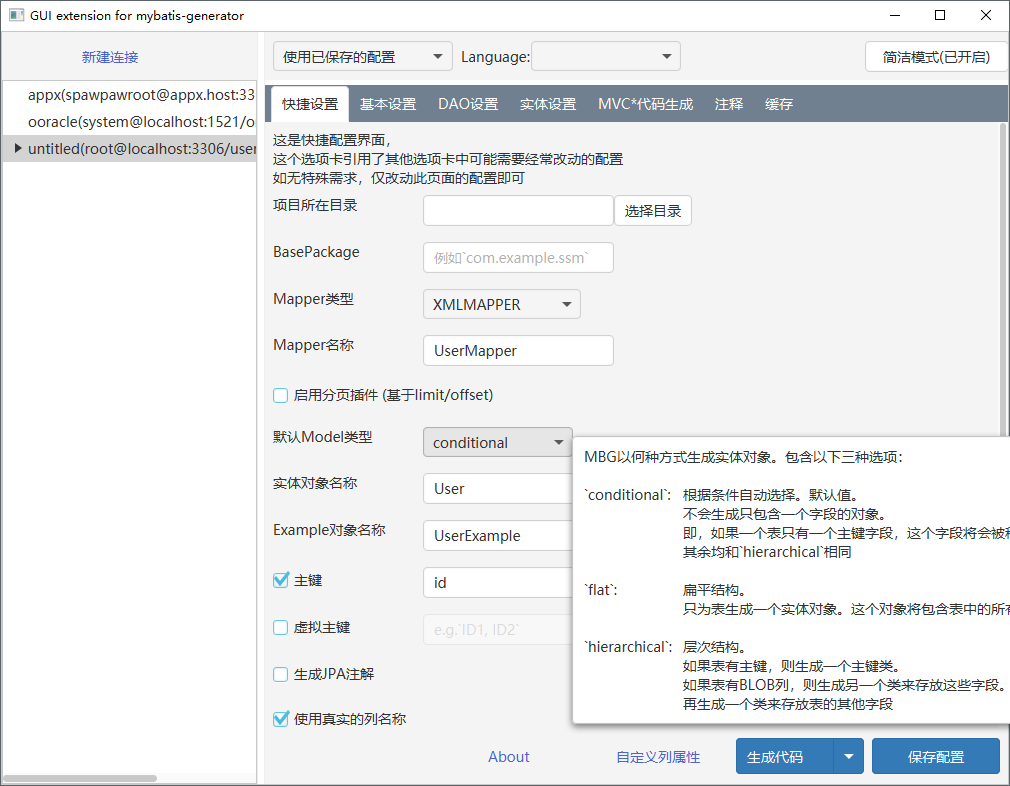 GUI extension for mybatis-generator
新建连接
使用已保存的配置
Language:
简洁模式(已开启)
appx(spawpawroot@appx.host:33
ooracle(system@localhost:1521/o
untitled(root@localhost:3306/user
快捷设置
基本设置
DAO设置
实体设置
MVC*代码生成
注释
缓存
这是快捷配置界面，
这个选项卡引用了其他选项卡中可能需要经常改动的配置
如无特殊需求，仅改动此页面的配置即可
项目所在目录
选择目录
BasePackage
例如`com.example.ssm`
Mapper类型
XMLMAPPER
Mapper名称
UserMapper
启用分页插件 (基于limit/offset)
默认Model类型
conditional
实体对象名称
User
Example对象名称
UserExample
主键
id
虚拟主键
e.g.`ID1, ID2`
生成JPA注解
使用真实的列名称
MBG以何种方式生成实体对象。包含以下三种选项：
`conditional`: 根据条件自动选择。默认值。
不会生成只包含一个字段的对象。
即，如果一个表只有一个主键字段，这个字段将会被
其余均和`hierarchical`相同
`flat`: 扁平结构。
只为表生成一个实体对象。这个对象将包含表中的所有
`hierarchical`: 层次结构。
如果表有主键，则生成一个主键类。
如果表有BLOB列，则生成另一个类来存放这些字段。
再生成一个类来存放表的其他字段
About
自定义列属性
生成代码
保存配置